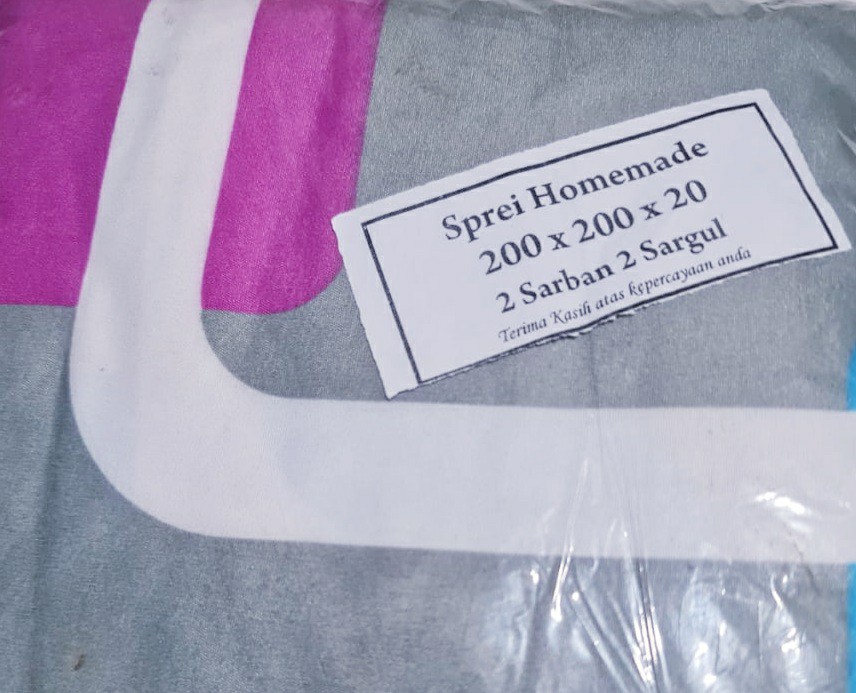 Sprei Homemade
200 x 200 x 20
2 Sarban 2 Sargul
Terima Kasih atas kepercayaan anda